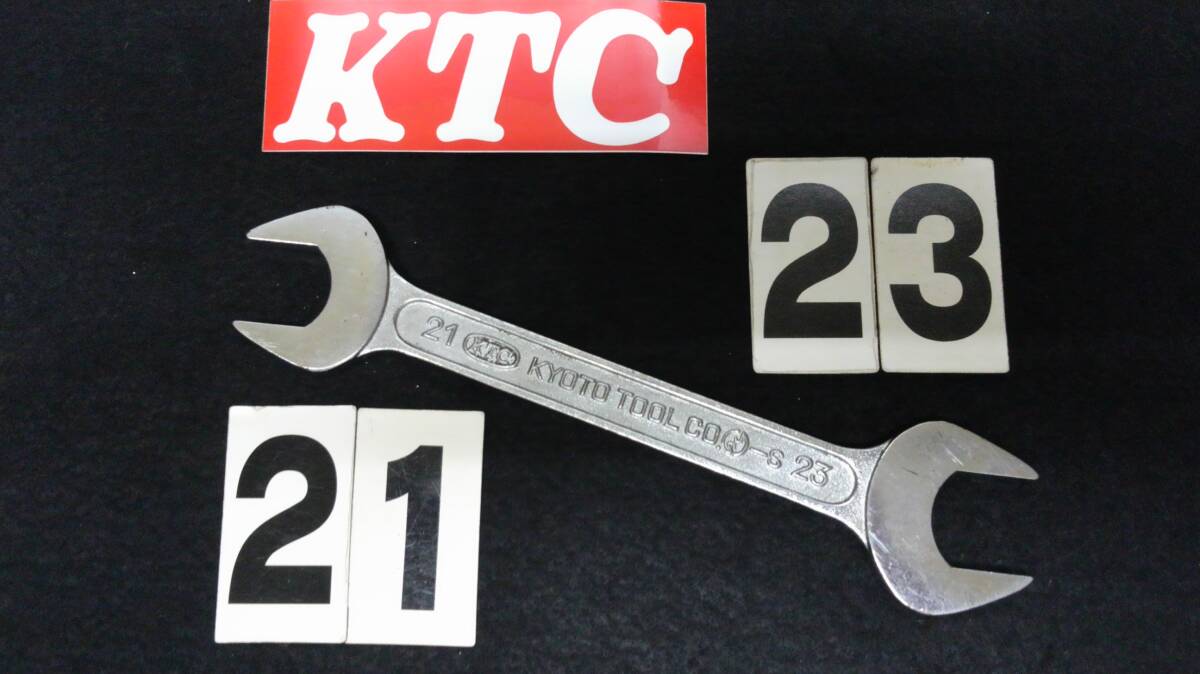 KTC
23
21 KTC KYOTO TOOL CO. -S 23
21